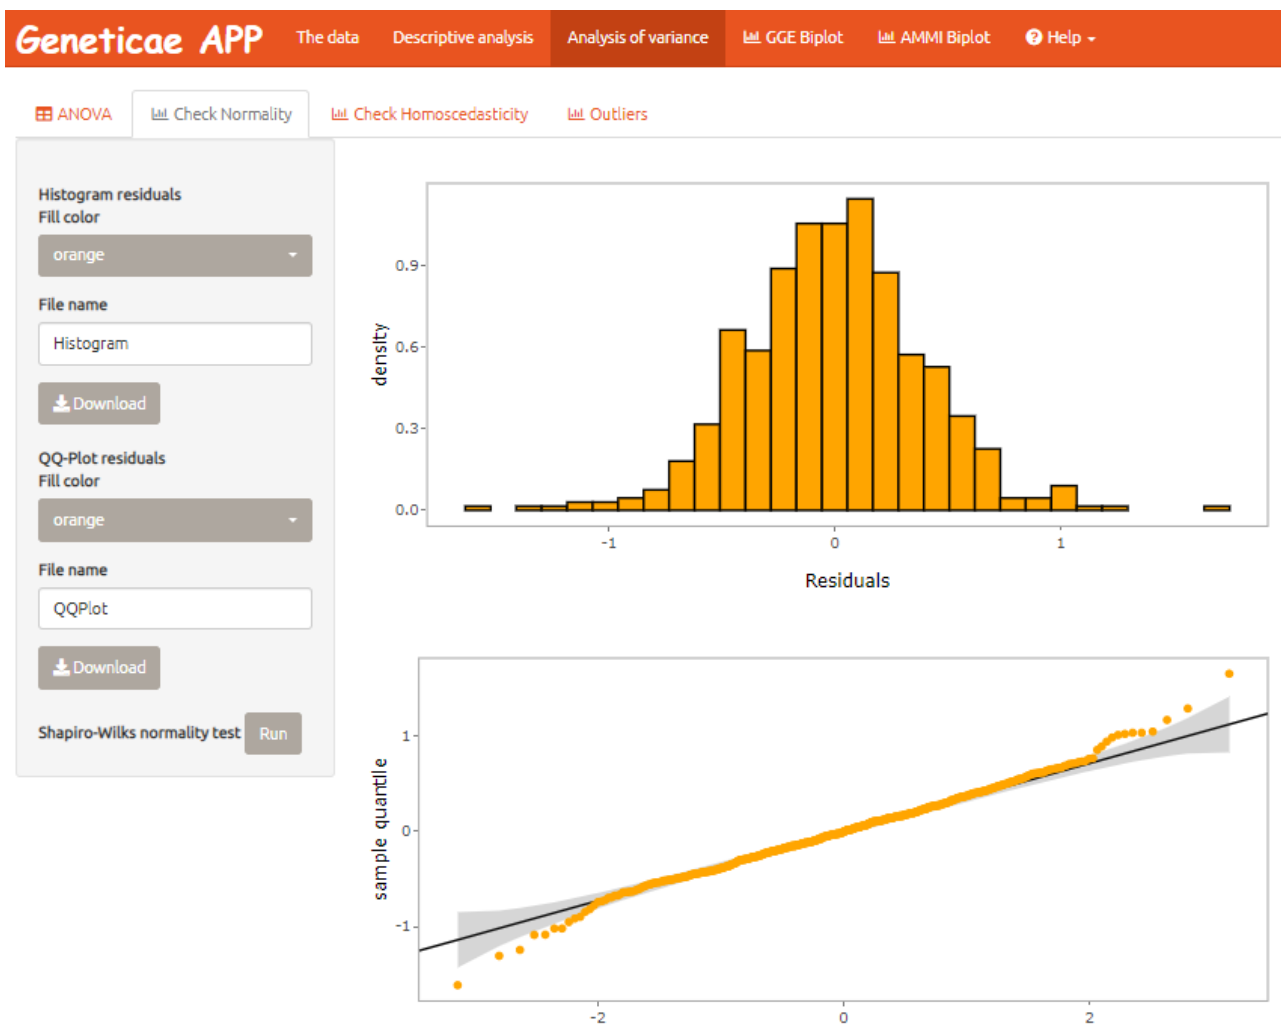 Geneticae APP The data Descriptive analysis Analysis of variance GGE Biplot AMMI Biplot Help
ANOVA Check Normality Check Homoscedasticity Outliers
Histogram residuals
Fill color
orange
File name
Histogram
Download
QQ-Plot residuals
Fill color
orange
File name
QQPlot
Download
Shapiro-Wilks normality test Run
density
0.9
0.6
0.3
0.0
-1 0 1
Residuals
sample quantile
1
0
-1
-2 0 2